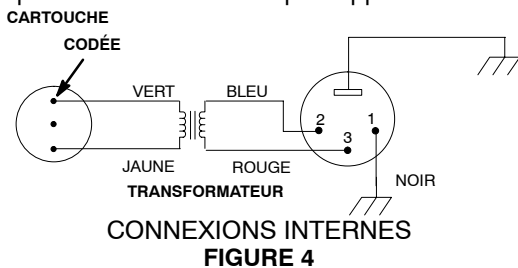 CARTOUCHE
CODÉE
VERT BLEU
2 1
3
JAUNE ROUGE
NOIR
TRANSFORMATEUR
CONNEXIONS INTERNES
FIGURE 4